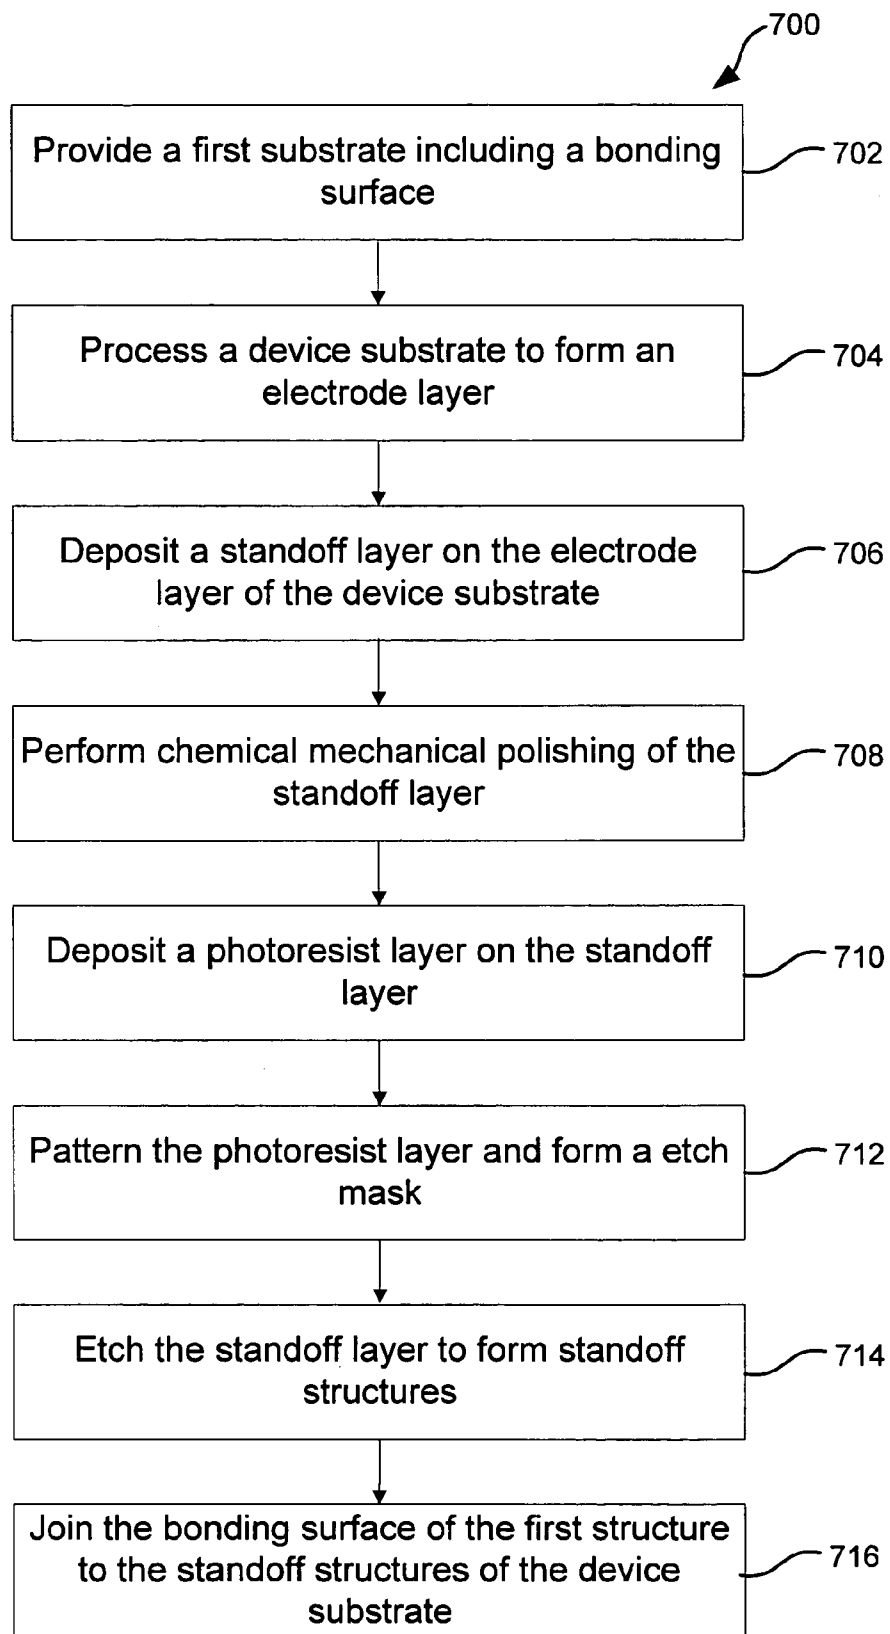 700
Provide a first substrate including a bonding
surface
702
Process a device substrate to form an
electrode layer
704
Deposit a standoff layer on the electrode
layer of the device substrate
706
Perform chemical mechanical polishing of the
standoff layer
708
Deposit a photoresist layer on the standoff
layer
710
Pattern the photoresist layer and form a etch
mask
712
Etch the standoff layer to form standoff
structures
714
Join the bonding surface of the first structure
to the standoff structures of the device
substrate
716